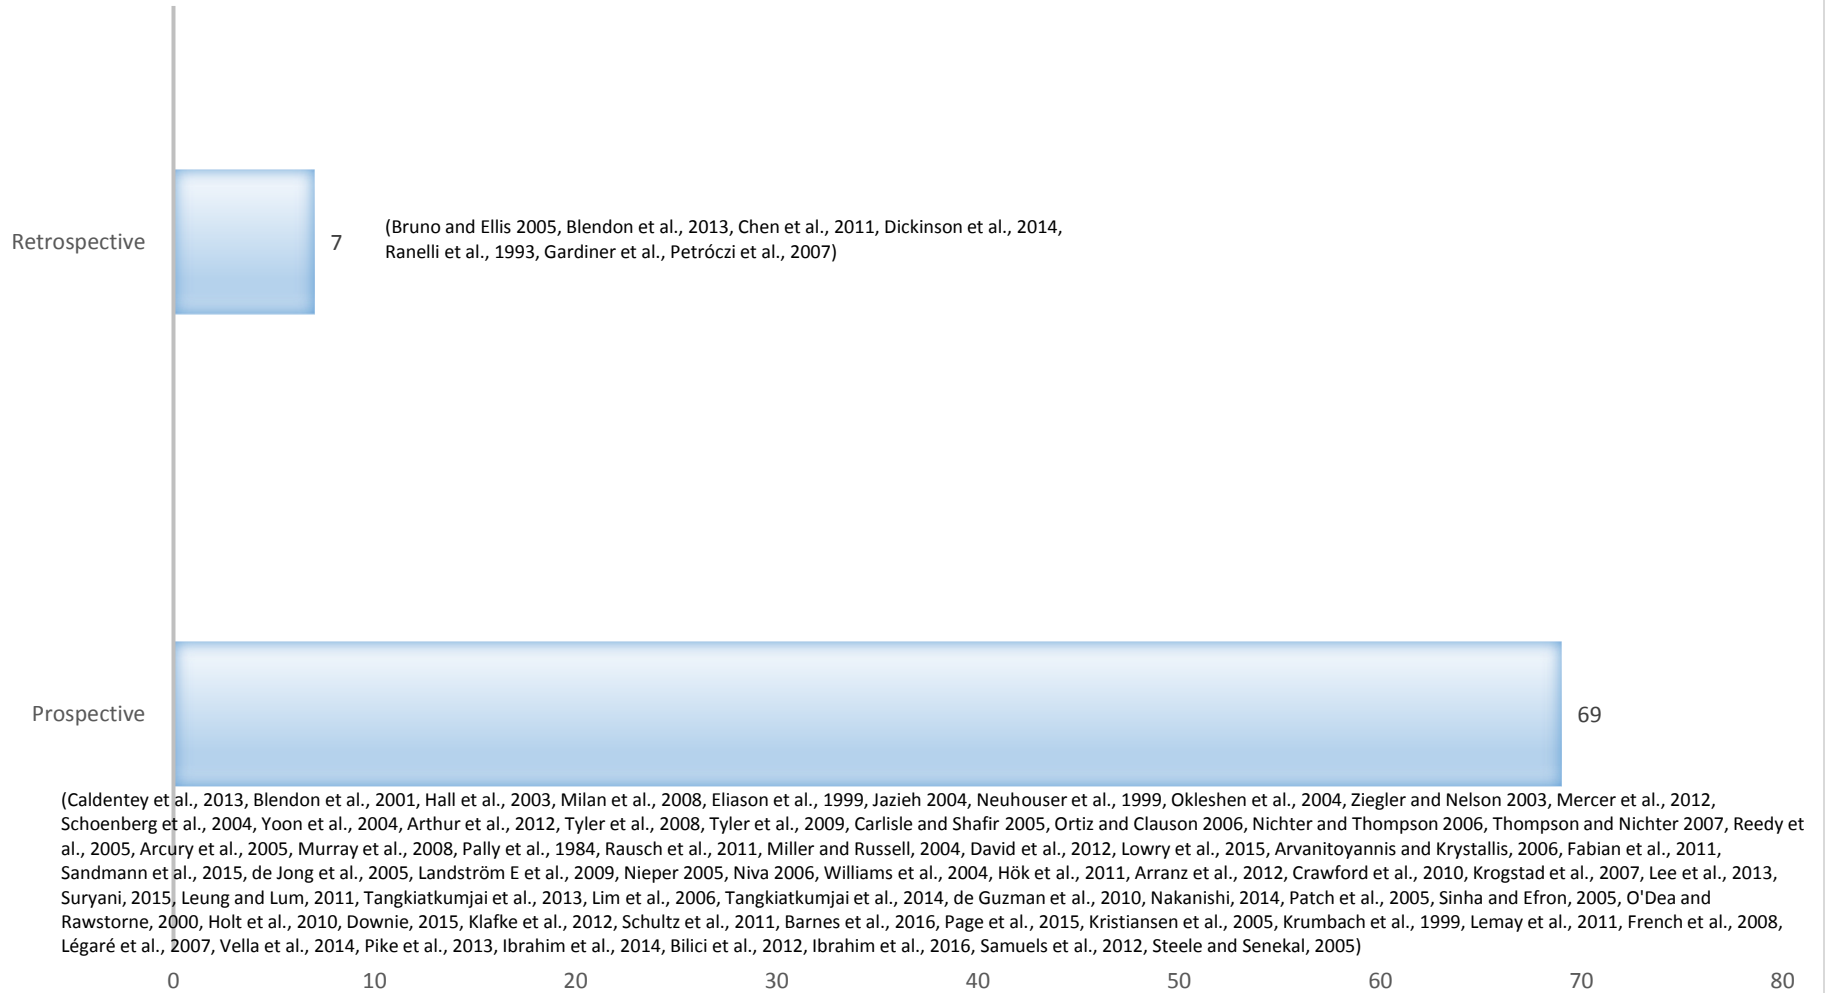 Retrospective
7
(Bruno and Ellis 2005, Blendon et al., 2013, Chen et al., 2011, Dickinson et al., 2014,
Ranelli et al., 1993, Gardiner et al., Petróczi et al., 2007)
Prospective
69
(Caldentey et al., 2013, Blendon et al., 2001, Hall et al., 2003, Milan et al., 2008, Eliason et al., 1999, Jazieh 2004, Neuhouser et al., 1999, Okleshen et al., 2004, Ziegler and Nelson 2003, Mercer et al., 2012,
Schoenberg et al., 2004, Yoon et al., 2004, Arthur et al., 2012, Tyler et al., 2008, Tyler et al., 2009, Carlisle and Shafir 2005, Ortiz and Clauson 2006, Nichter and Thompson 2006, Thompson and Nichter 2007, Reedy et
al., 2005, Arcury et al., 2005, Murray et al., 2008, Pally et al., 1984, Rausch et al., 2011, Miller and Russell, 2004, David et al., 2012, Lowry et al., 2015, Arvanitoyannis and Krystallis, 2006, Fabian et al., 2011,
Sandmann et al., 2015, de Jong et al., 2005, Landström E et al., 2009, Nieper 2005, Niva 2006, Williams et al., 2004, Hök et al., 2011, Arranz et al., 2012, Crawford et al., 2010, Krogstad et al., 2007, Lee et al., 2013,
Suryani, 2015, Leung and Lum, 2011, Tangkiatkumjai et al., 2013, Lim et al., 2006, Tangkiatkumjai et al., 2014, de Guzman et al., 2010, Nakanishi, 2014, Patch et al., 2005, Sinha and Efron, 2005, O'Dea and
Rawstorne, 2000, Holt et al., 2010, Downie, 2015, Klafke et al., 2012, Schultz et al., 2011, Barnes et al., 2016, Page et al., 2015, Kristiansen et al., 2005, Krumbach et al., 1999, Lemay et al., 2011, French et al., 2008,
Légaré et al., 2007, Vella et al., 2014, Pike et al., 2013, Ibrahim et al., 2014, Bilici et al., 2012, Ibrahim et al., 2016, Samuels et al., 2012, Steele and Senekal, 2005)
0 10 20 30 40 50 60 70 80